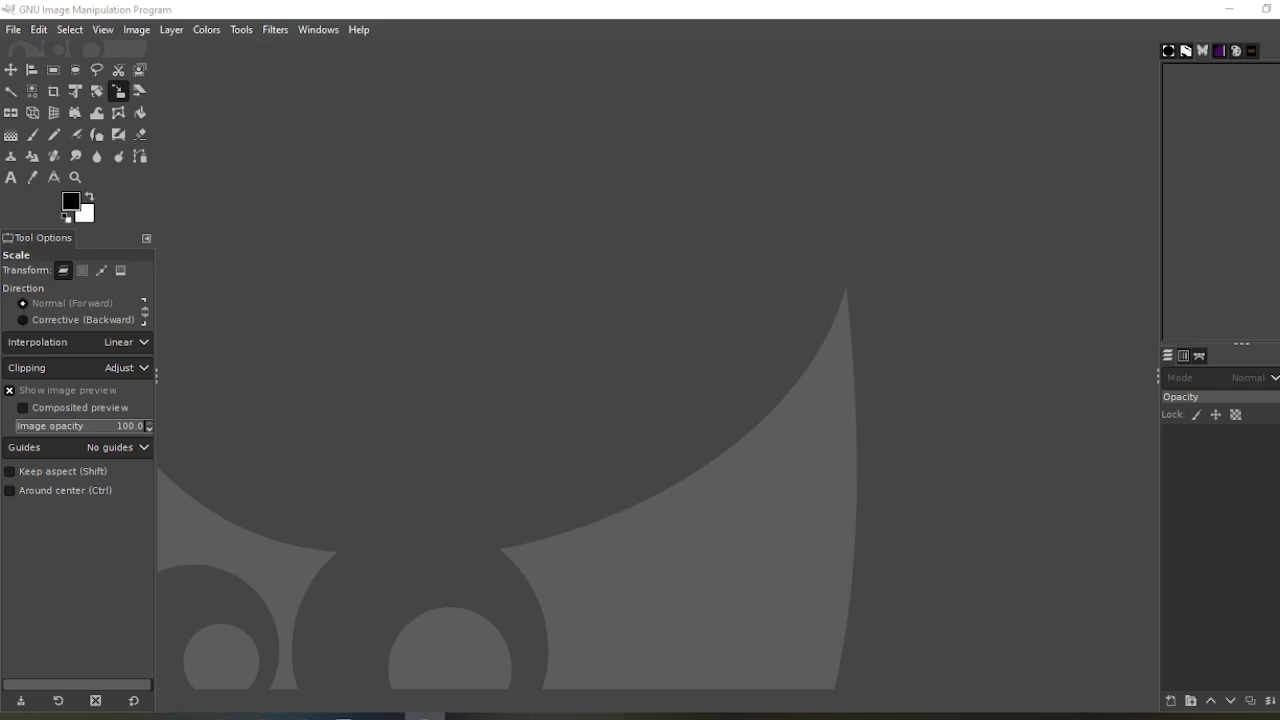 GNU Image Manipulation Program
File Edit Select View Image Layer Colors Tools Filters Windows Help
Tool Options
Scale
Transform:
Direction
Normal (Forward)
Corrective (Backward)
Interpolation Linear
Clipping Adjust
Show image preview
Composited preview
Image opacity 100.0
Guides No guides
Keep aspect (Shift)
Around center (Ctrl)
Mode Normal
Opacity
Lock: